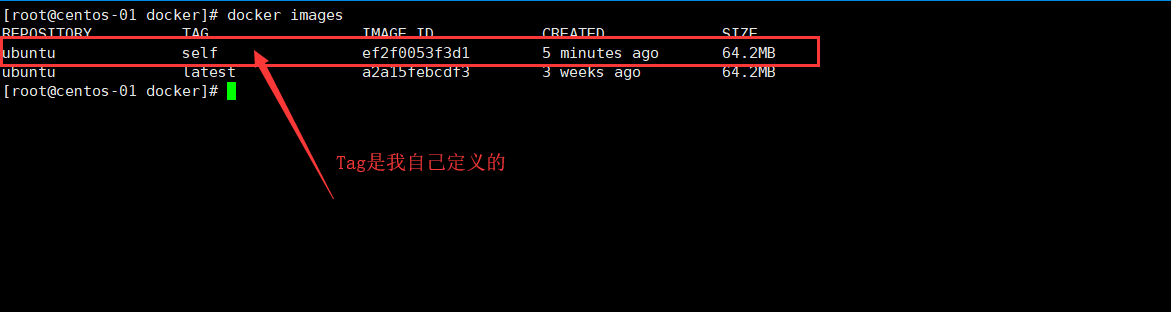 [root@centos-01 docker]# docker images
REPOSITORY TAG IMAGE ID CREATED SIZE
ubuntu self ef2f0053f3d1 5 minutes ago 64.2MB
ubuntu latest a2a15febcdf3 3 weeks ago 64.2MB
[root@centos-01 docker]#
Tag是我自己定义的